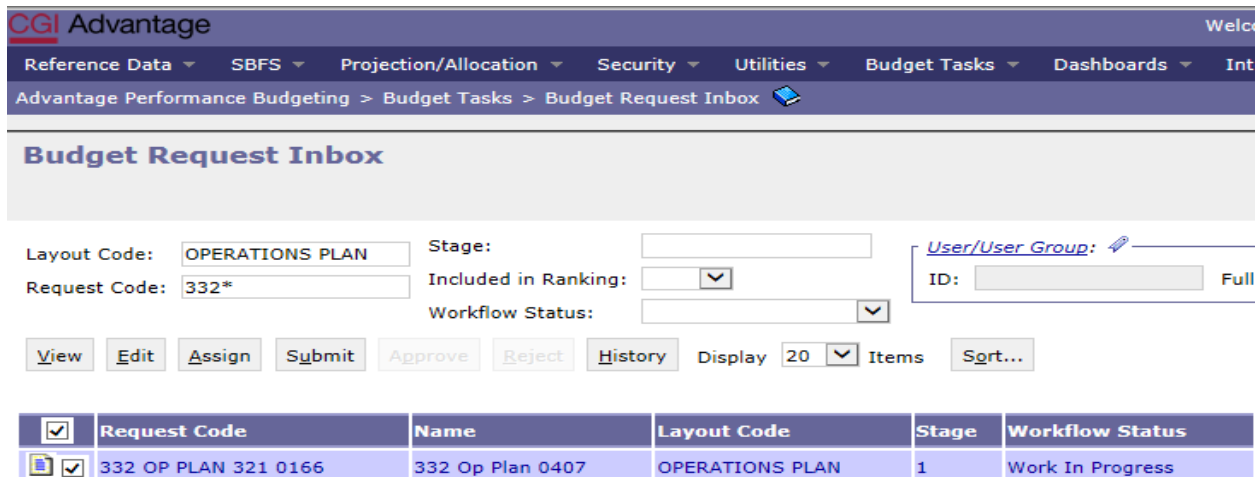 CGI Advantage Welco
Reference Data SBFS Projection/Allocation Security Utilities Budget Tasks Dashboards Int
Advantage Performance Budgeting > Budget Tasks > Budget Request Inbox
Budget Request Inbox
Layout Code: OPERATIONS PLAN Stage: User/User Group:
Request Code: 332* Included in Ranking: ID: Full
Workflow Status:
View Edit Assign Submit Approve Reject History Display 20 Items Sort...
Request Code Name Layout Code Stage Workflow Status
332 OP PLAN 321 0166 332 Op Plan 0407 OPERATIONS PLAN 1 Work In Progress